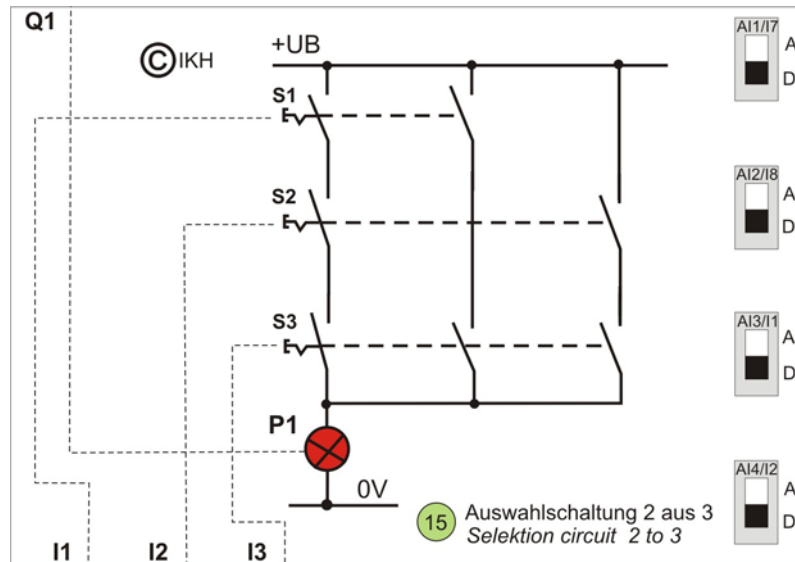 Q1
© IKH
+UB
AI1/I7
A
D
S1
AI2/I8
A
D
S2
AI3/I1
A
D
S3
P1
0V
AI4/I2
A
D
15 Auswahlschaltung 2 aus 3
Selektion circuit 2 to 3
I1 I2 I3